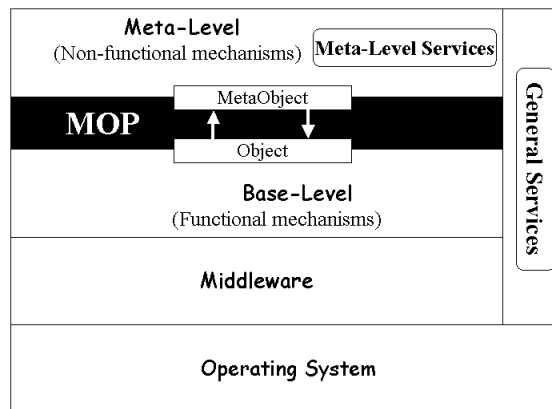 Meta-Level
(Non-functional mechanisms)
Meta-Level Services
MetaObject
MOP
Object
Base-Level
(Functional mechanisms)
General Services
Middleware
Operating System